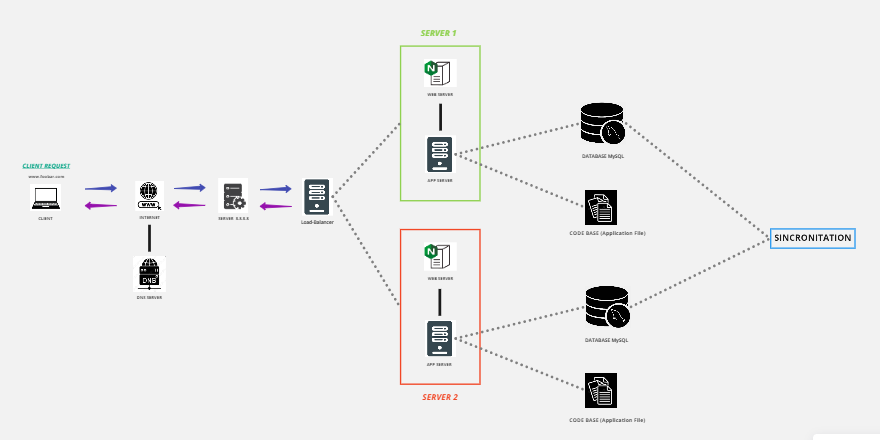 SERVER 1
WEB SERVER
APP SERVER
CLIENT REQUEST
www.foobar.com
CLIENT
WWW
INTERNET
SERVER 8.8.8.8
Load-Balancer
DNS SERVER
DATABASE MySQL
CODE BASE (Application File)
SINCRONITATION
WEB SERVER
APP SERVER
SERVER 2
DATABASE MySQL
CODE BASE (Application File)